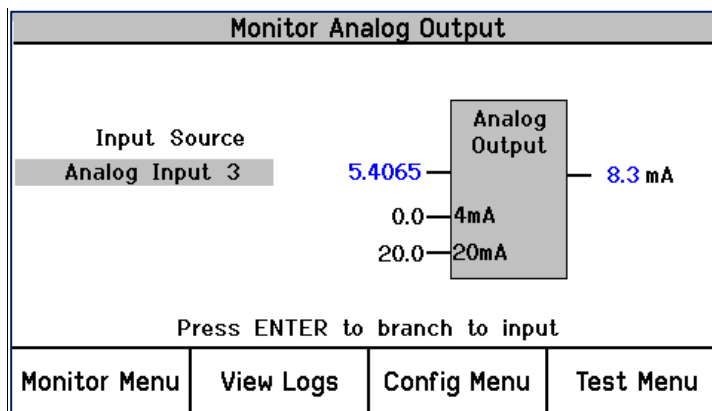 Monitor Analog Output
Input Source
Analog Input 3
Analog
Output
5.4065
8.3 mA
0.0
4mA
20.0
20mA
Press ENTER to branch to input
Monitor Menu
View Logs
Config Menu
Test Menu